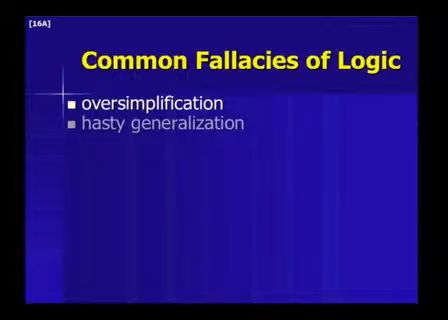 [16A]
Common Fallacies of Logic
oversimplification
hasty generalization